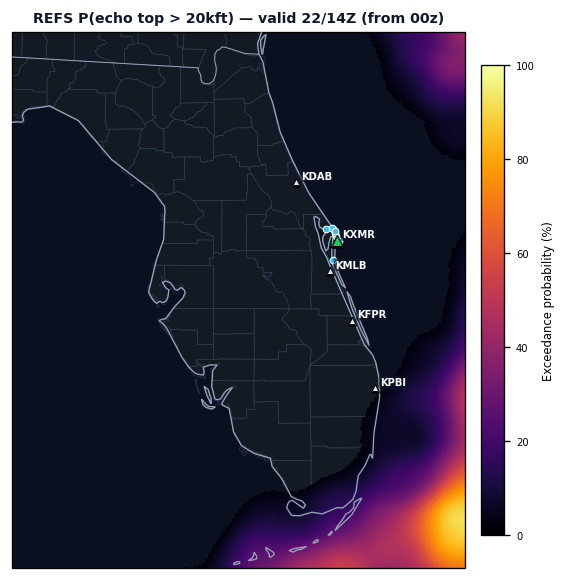 REFS P(echo top > 20kft) — valid 22/14Z (from 00z)
KDAB
KXMR
KMLB
KFPR
KPBI
100
80
60
40
20
0
Exceedance probability (%)